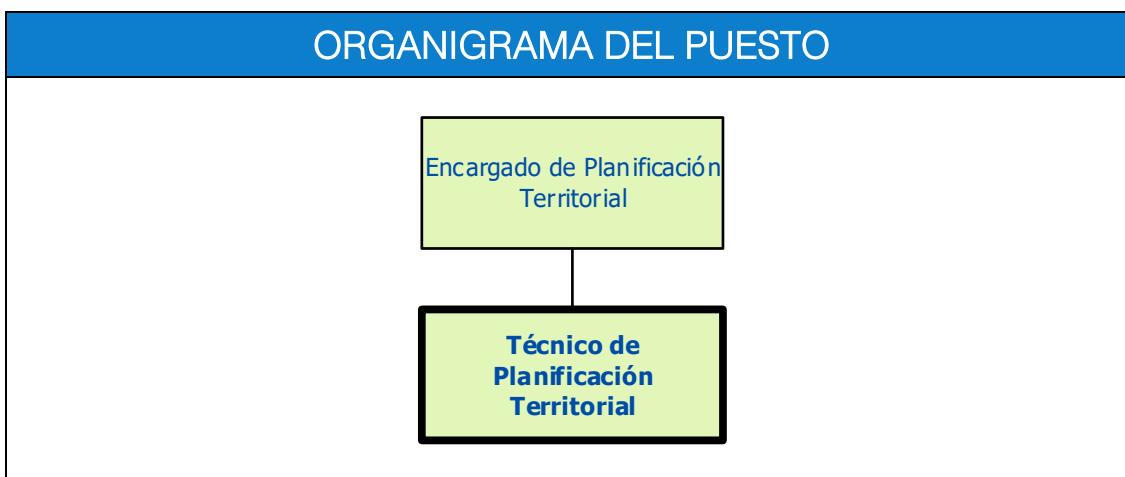 ORGANIGRAMA DEL PUESTO
Encargado de Planificación
Territorial
Técnico de
Planificación
Territorial